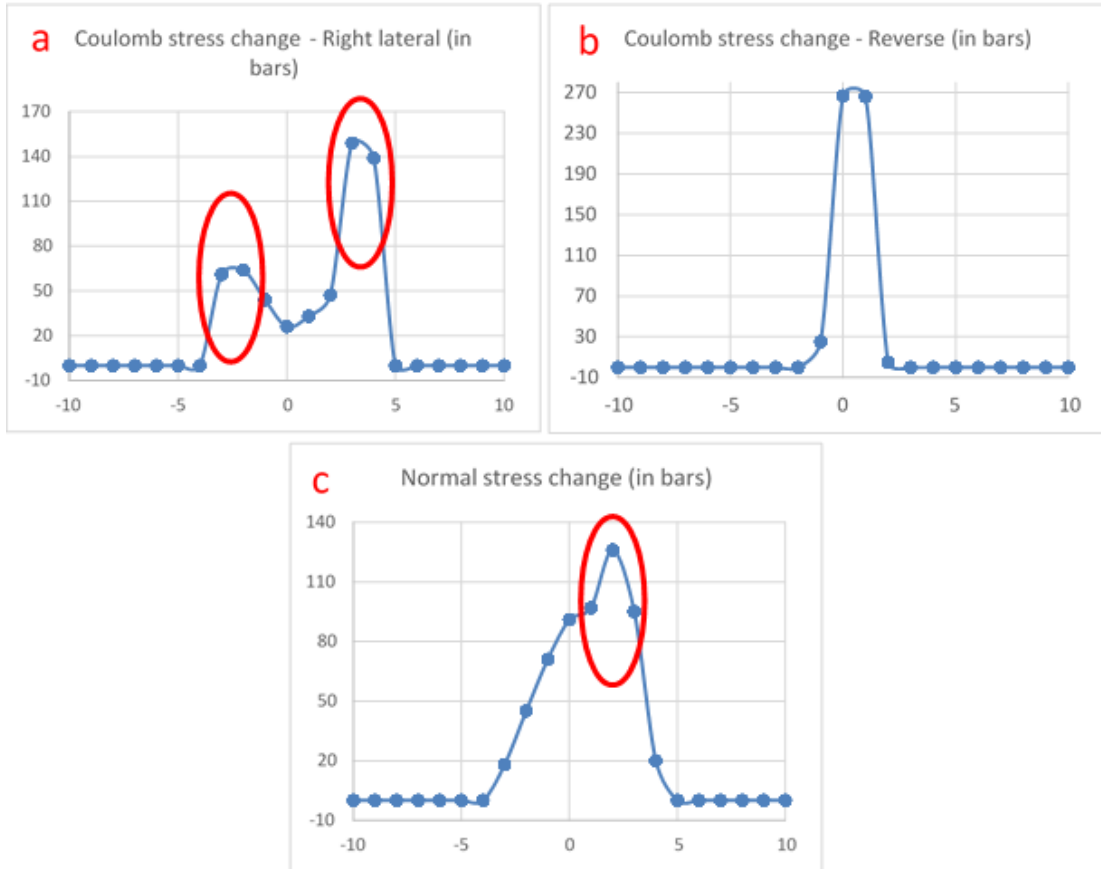 a
Coulomb stress change - Right lateral (in
bars)
170
140
110
80
50
20
-10
-10 -5 0 5 10
b
Coulomb stress change - Reverse (in bars)
270
230
190
150
110
70
30
-10
-10 -5 0 5 10
c
Normal stress change (in bars)
140
110
80
50
20
-10
-10 -5 0 5 10